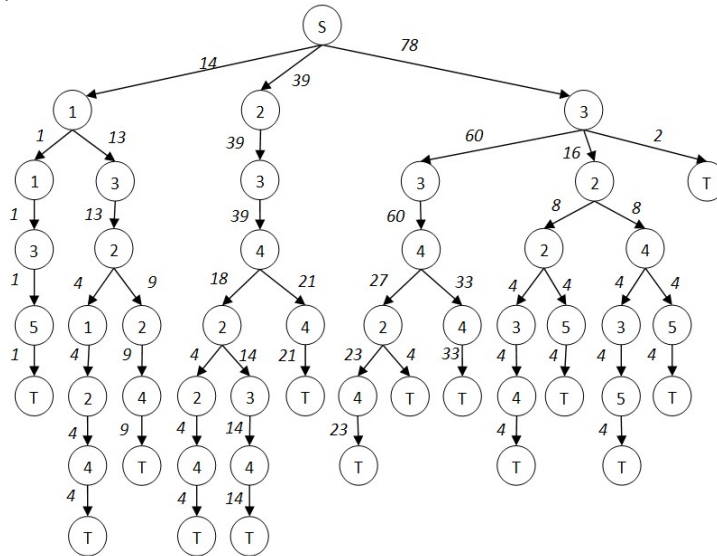 S
14 39 78
1 2 3
1 13 39 60 16 2
1 3 3 3 2 T
1 13 39 60 8 8
3 2 4 4 2 4
1 4 9 18 21 27 33 4 4 4 4
5 1 2 2 4 2 4 3 5 3 5
1 4 9 4 14 21 23 4 33 4 4 4 4
T 2 4 2 3 T 4 T T 4 T 5 T
4 9 4 14 23 4 4
4 T 4 4 T T T
4 4 14
T T T